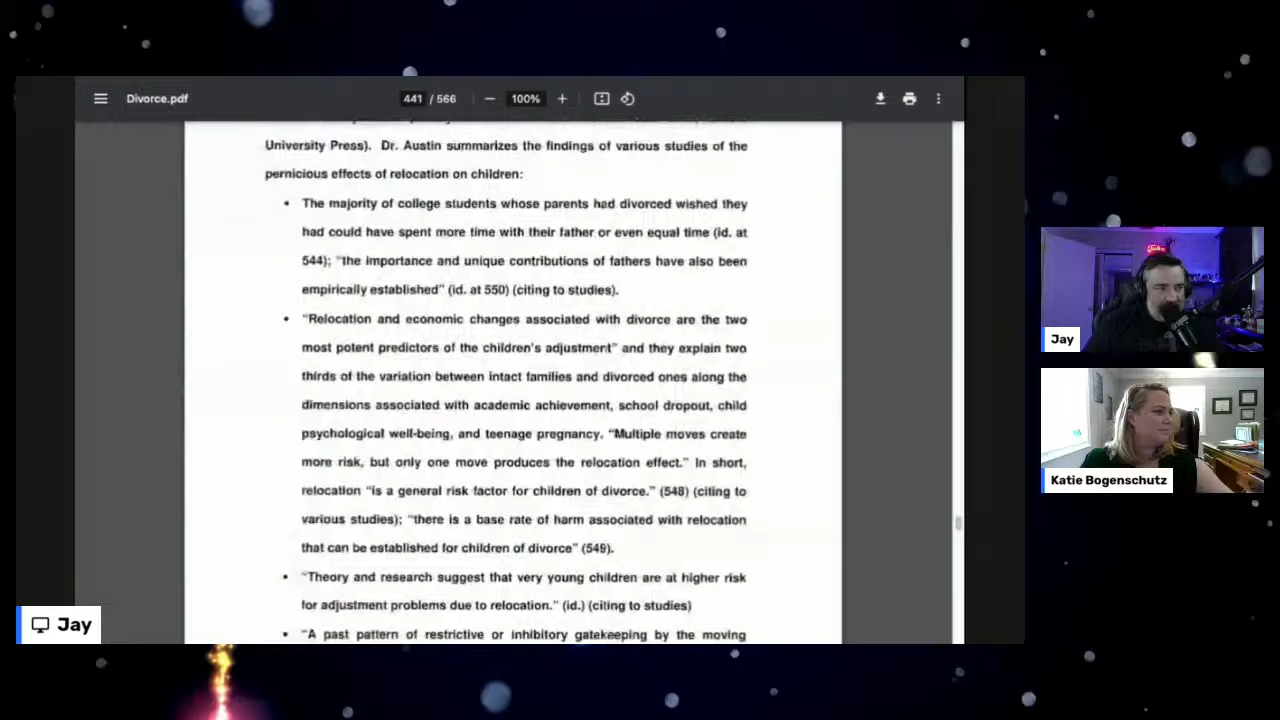 Divorce.pdf
441 / 566
100%
University Press). Dr. Austin summarizes the findings of various studies of the
pernicious effects of relocation on children:
• The majority of college students whose parents had divorced wished they
had could have spent more time with their father or even equal time (id. at
544); "the importance and unique contributions of fathers have also been
empirically established" (id. at 550) (citing to studies).
• "Relocation and economic changes associated with divorce are the two
most potent predictors of the children's adjustment" and they explain two
thirds of the variation between intact families and divorced ones along the
dimensions associated with academic achievement, school dropout, child
psychological well-being, and teenage pregnancy. "Multiple moves create
more risk, but only one move produces the relocation effect." In short,
relocation "is a general risk factor for children of divorce." (548) (citing to
various studies); "there is a base rate of harm associated with relocation
that can be established for children of divorce" (549).
• "Theory and research suggest that very young children are at higher risk
for adjustment problems due to relocation." (id.) (citing to studies)
• "A past pattern of restrictive or inhibitory gatekeeping by the moving
Jay
Jay
Katie Bogenschutz